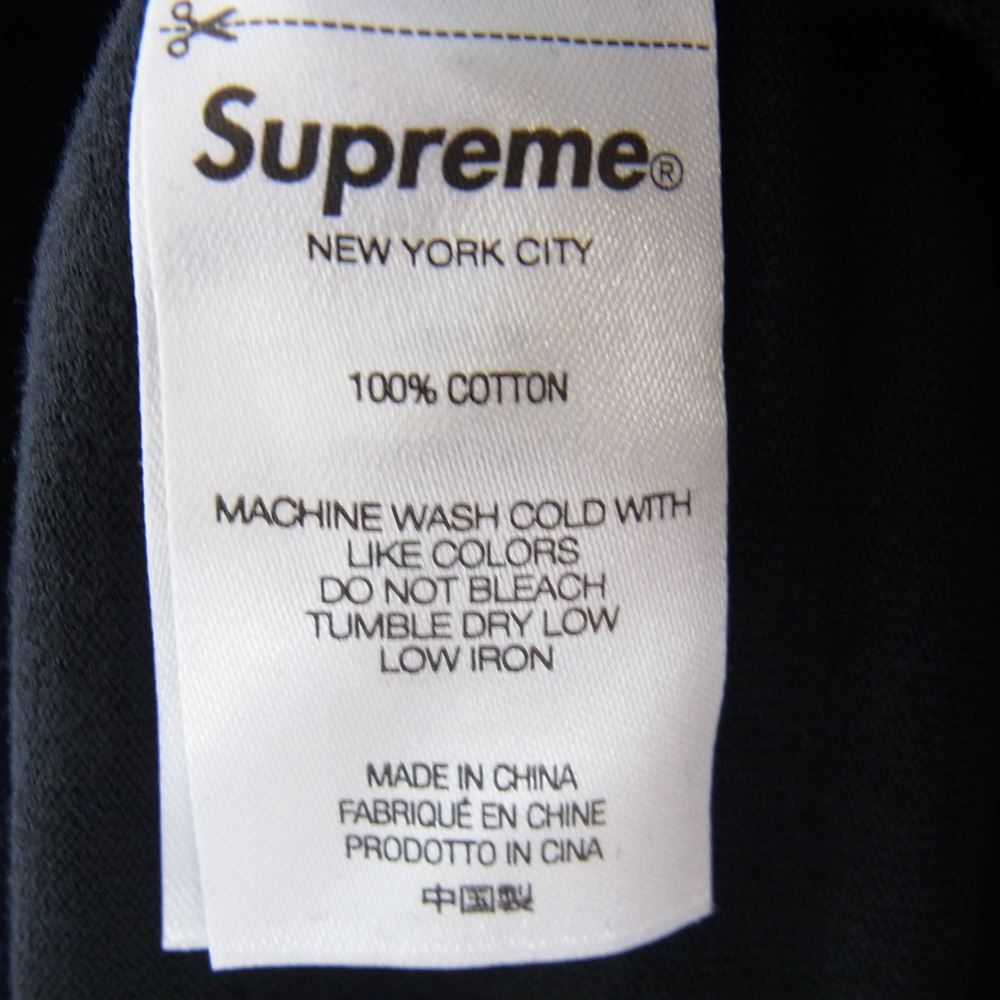 Supreme®
NEW YORK CITY
100% COTTON
MACHINE WASH COLD WITH
LIKE COLORS
DO NOT BLEACH
TUMBLE DRY LOW
LOW IRON
MADE IN CHINA
FABRIQUÉ EN CHINE
PRODOTTO IN CINA
中国製